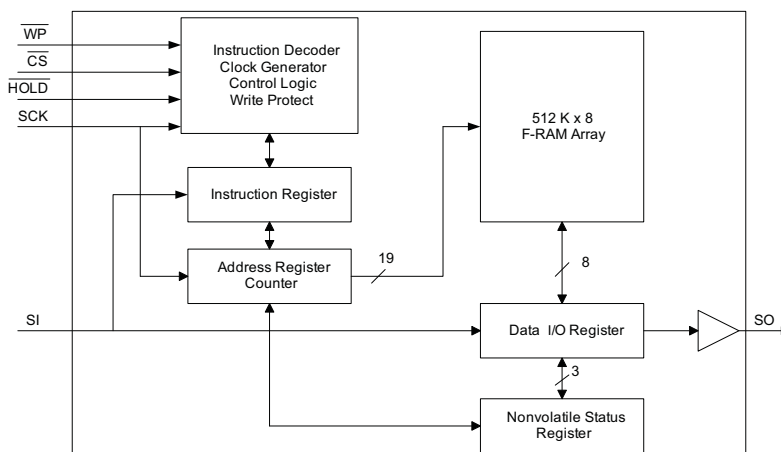 WP
CS
HOLD
SCK
Instruction Decoder
Clock Generator
Control Logic
Write Protect
512 K x 8
F-RAM Array
Instruction Register
Address Register
Counter
19
8
SI
Data I/O Register
SO
3
Nonvolatile Status
Register